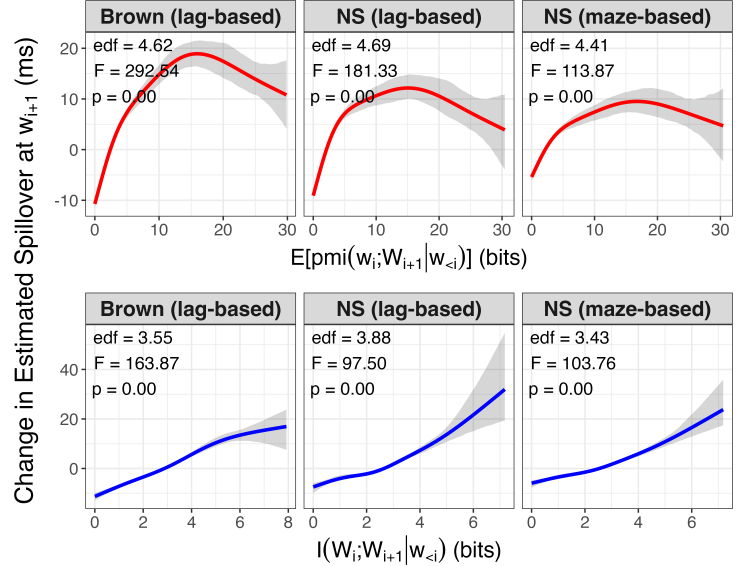 Brown (lag-based)
NS (lag-based)
NS (maze-based)
edf = 4.62
F = 292.54
p = 0.00
edf = 4.69
F = 181.33
p = 0.00
edf = 4.41
F = 113.87
p = 0.00
20
10
0
-10
0 10 20 30
0 10 20 30
0 10 20 30
E[pmi(wᵢ;Wᵢ₊₁|w<ᵢ)] (bits)
Change in Estimated Spillover at wᵢ₊₁ (ms)
Brown (lag-based)
NS (lag-based)
NS (maze-based)
edf = 3.55
F = 163.87
p = 0.00
edf = 3.88
F = 97.50
p = 0.00
edf = 3.43
F = 103.76
p = 0.00
40
20
0
0 2 4 6 8
0 2 4 6
0 2 4 6
I(Wᵢ;Wᵢ₊₁|w<ᵢ) (bits)